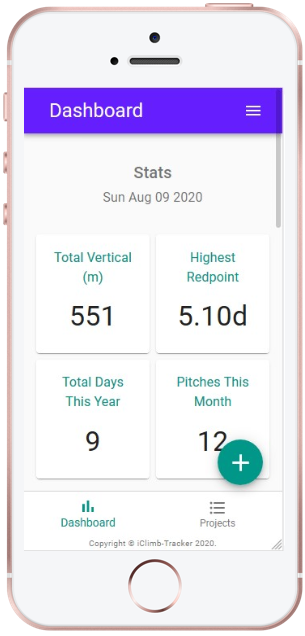 Dashboard
Stats
Sun Aug 09 2020
Total Vertical
(m)
551
Highest
Redpoint
5.10d
Total Days
This Year
9
Pitches This
Month
12
Dashboard
Projects
Copyright © iClimb-Tracker 2020.